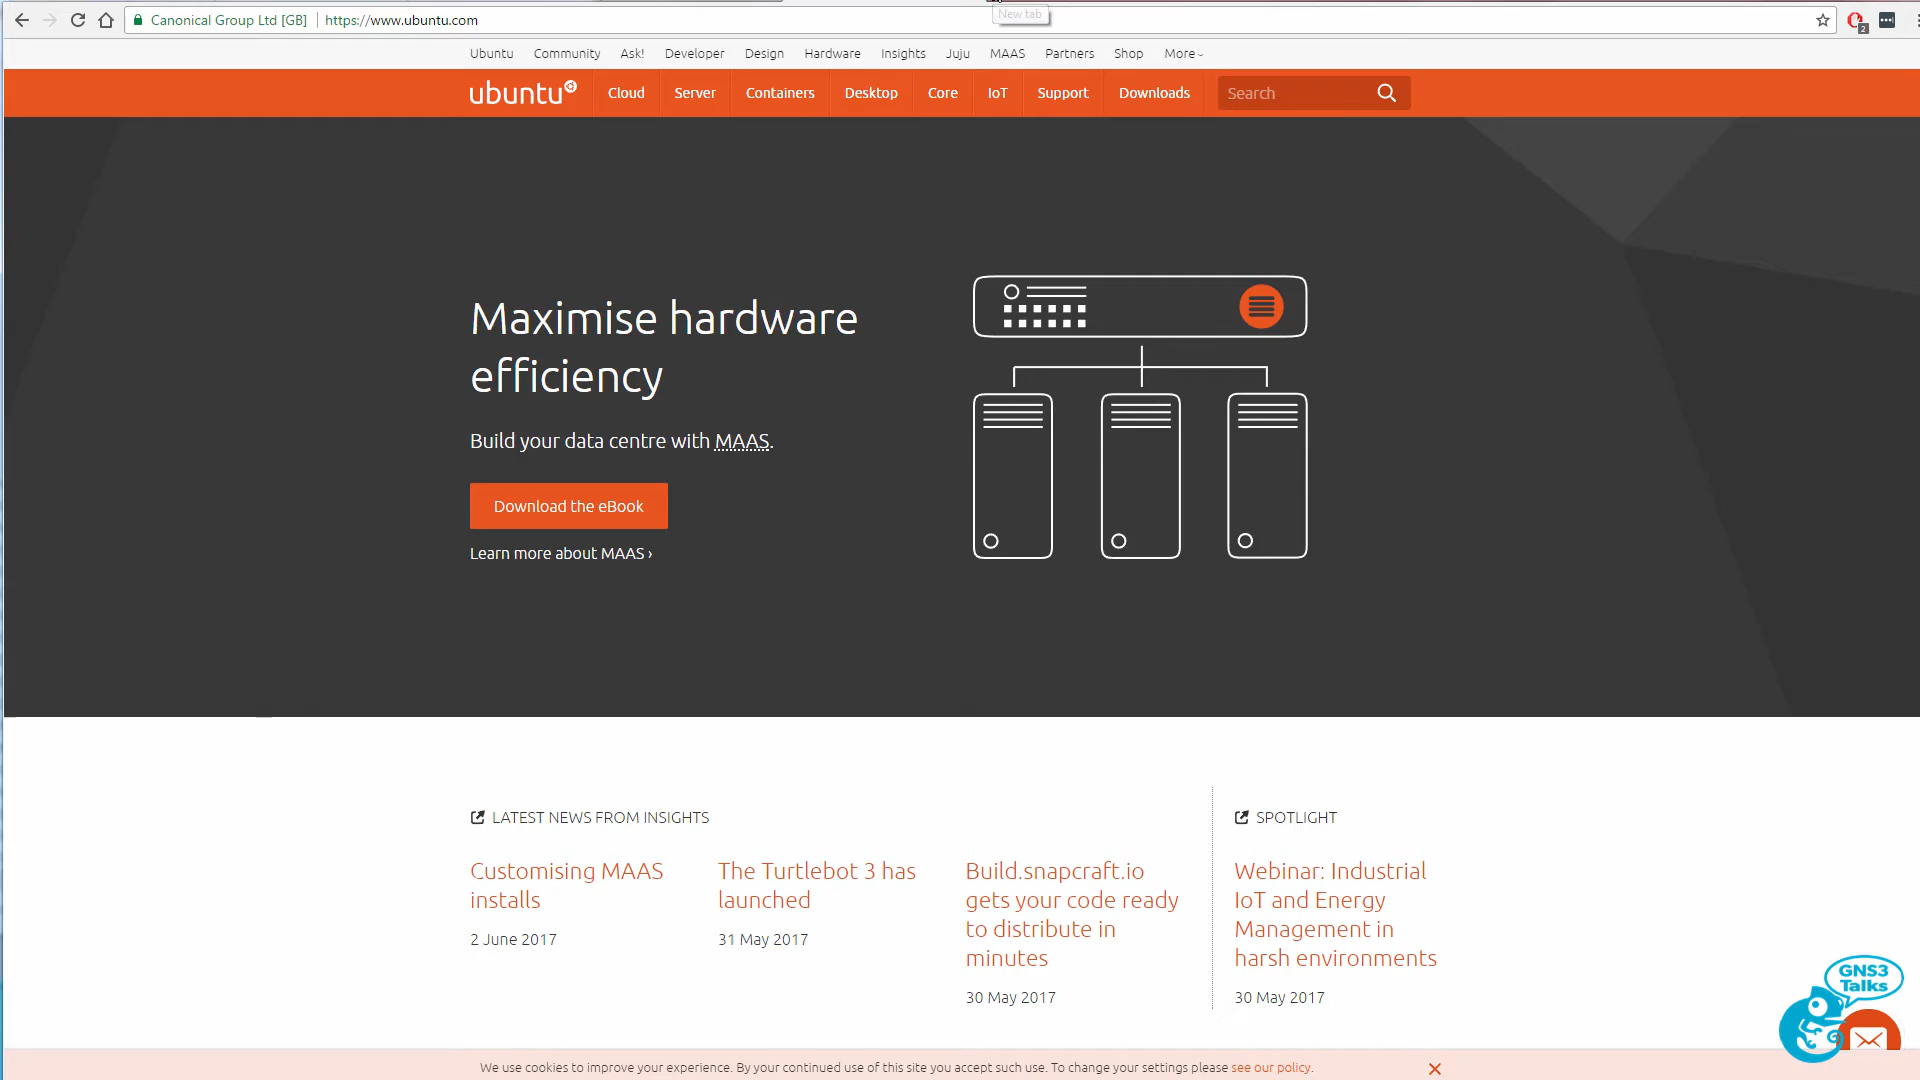 New tab
Canonical Group Ltd [GB] https://www.ubuntu.com
2
Ubuntu Community Ask! Developer Design Hardware Insights Juju MAAS Partners Shop More
ubuntu Cloud Server Containers Desktop Core IoT Support Downloads Search
Maximise hardware
efficiency
Build your data centre with MAAS.
Download the eBook
Learn more about MAAS ›
LATEST NEWS FROM INSIGHTS
Customising MAAS
installs
2 June 2017
The Turtlebot 3 has
launched
31 May 2017
Build.snapcraft.io
gets your code ready
to distribute in
minutes
30 May 2017
SPOTLIGHT
Webinar: Industrial
IoT and Energy
Management in
harsh environments
30 May 2017
GNS3
Talks
We use cookies to improve your experience. By your continued use of this site you accept such use. To change your settings please see our policy.